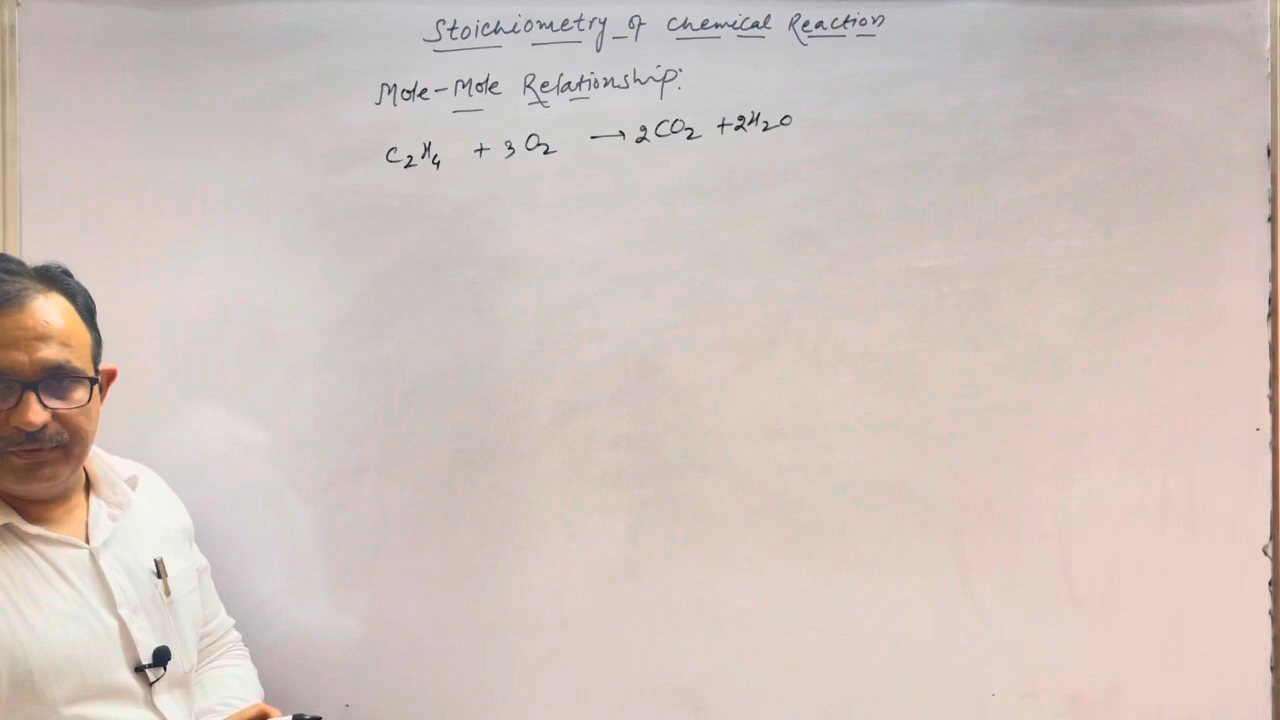 Stoichiometry of Chemical Reaction
Mole-Mole Relationship:
C2H4 + 3O2 → 2CO2 + 2H2O